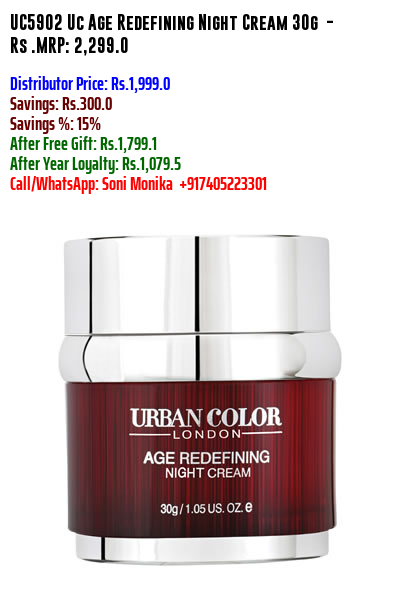 UC5902 Uc Age Redefining Night Cream 30g -
Rs .MRP: 2,299.0
Distributor Price: Rs.1,999.0
Savings: Rs.300.0
Savings %: 15%
After Free Gift: Rs.1,799.1
After Year Loyalty: Rs.1,079.5
Call/WhatsApp: Soni Monika +917405223301
URBAN COLOR
LONDON
AGE REDEFINING
NIGHT CREAM
30g / 1.05 US. OZ. e